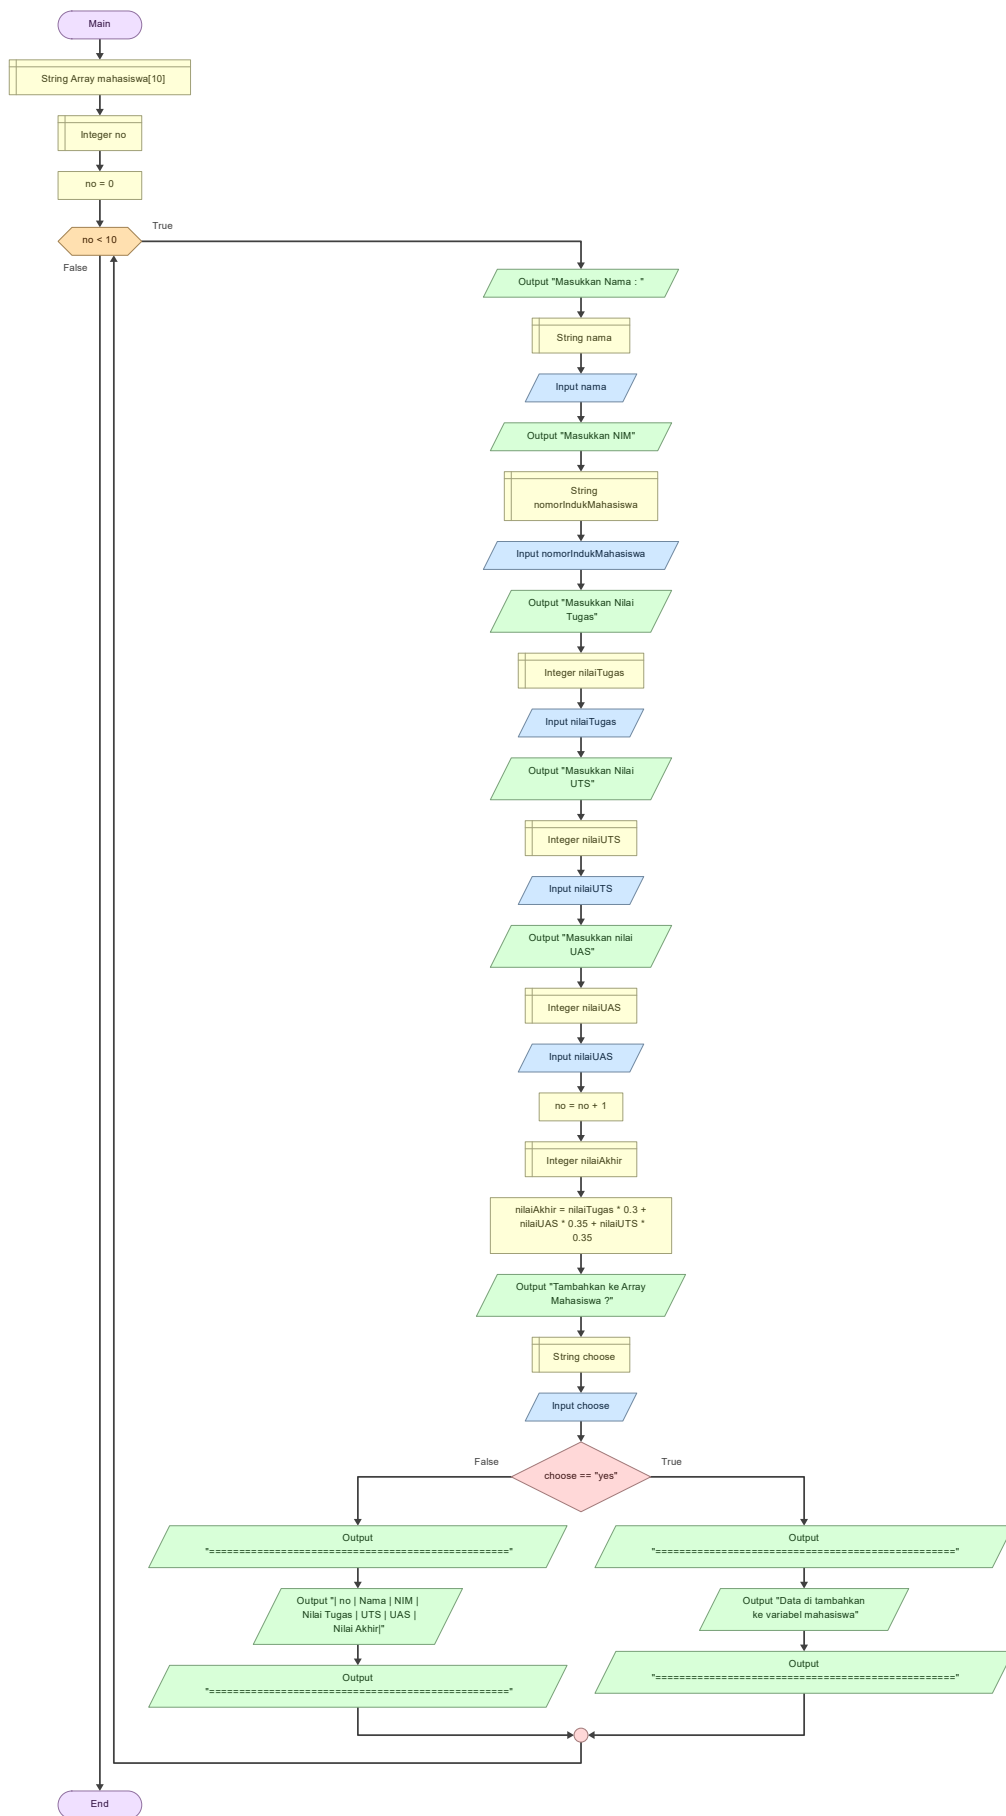 Main
String Array mahasiswa[10]
Integer no
no = 0
no < 10
True
False
Output "Masukkan Nama : "
String nama
Input nama
Output "Masukkan NIM"
String
nomorIndukMahasiswa
Input nomorIndukMahasiswa
Output "Masukkan Nilai
Tugas"
Integer nilaiTugas
Input nilaiTugas
Output "Masukkan Nilai
UTS"
Integer nilaiUTS
Input nilaiUTS
Output "Masukkan nilai
UAS"
Integer nilaiUAS
Input nilaiUAS
no = no + 1
Integer nilaiAkhir
nilaiAkhir = nilaiTugas * 0.3 +
nilaiUAS * 0.35 + nilaiUTS *
0.35
Output "Tambahkan ke Array
Mahasiswa ?"
String choose
Input choose
choose == "yes"
False
True
Output
"=================================================="
Output "| no | Nama | NIM |
Nilai Tugas | UTS | UAS |
Nilai Akhir|"
Output
"=================================================="
Output
"=================================================="
Output "Data di tambahkan
ke variabel mahasiswa"
Output
"=================================================="
End